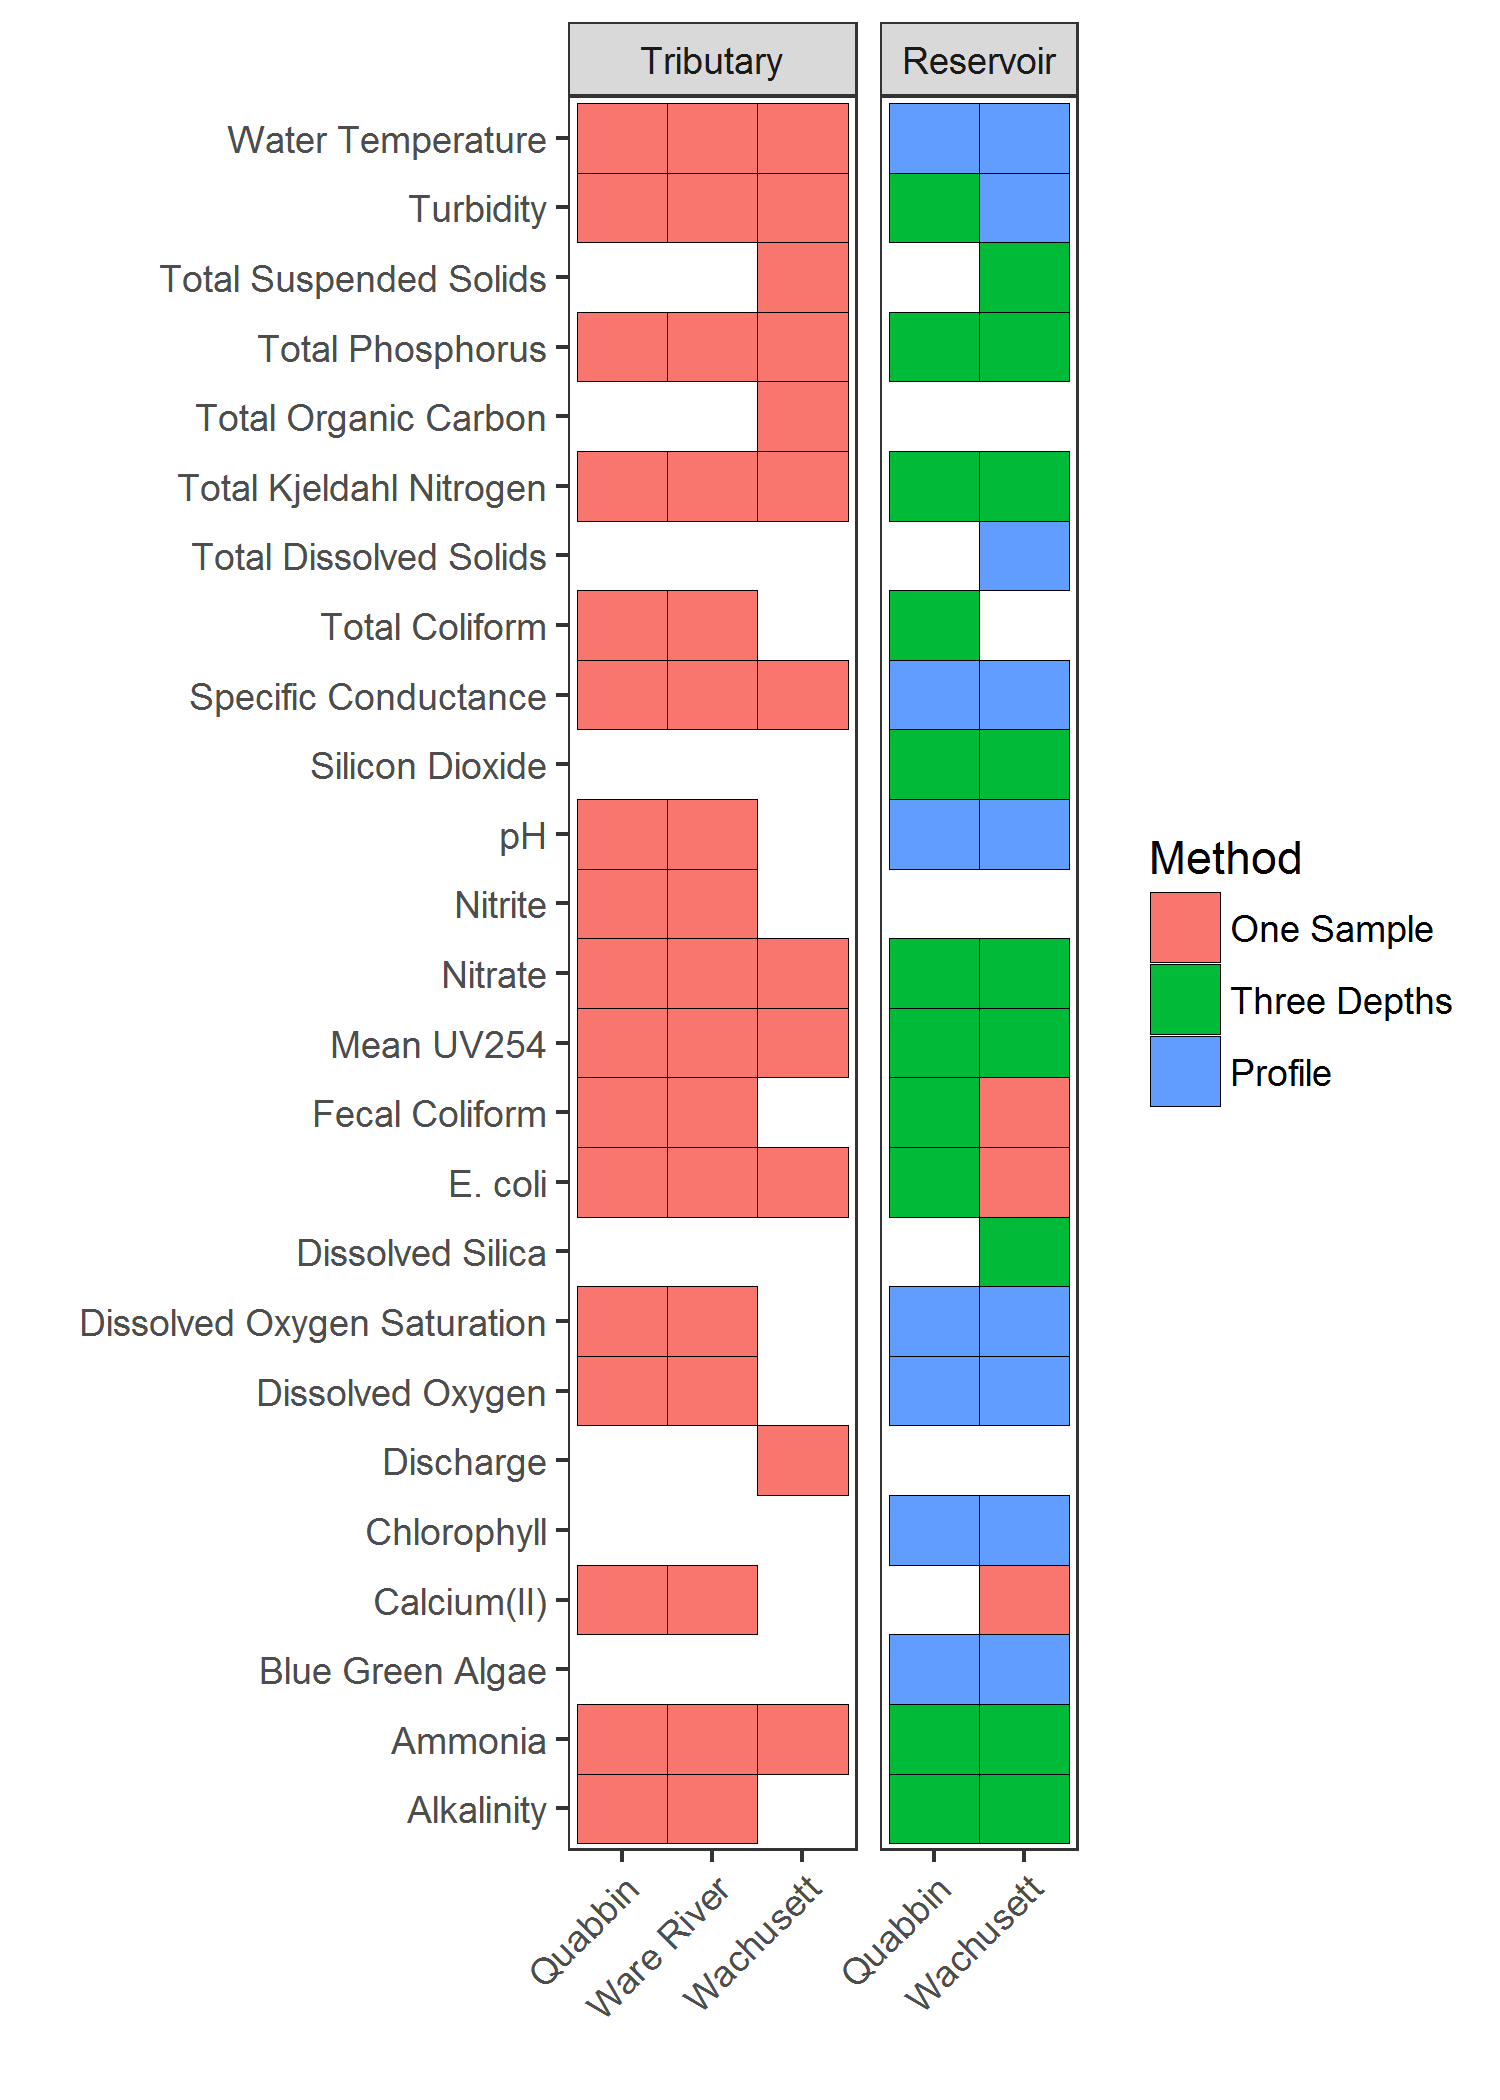 Tributary
Reservoir
Water Temperature
Turbidity
Total Suspended Solids
Total Phosphorus
Total Organic Carbon
Total Kjeldahl Nitrogen
Total Dissolved Solids
Total Coliform
Specific Conductance
Silicon Dioxide
pH
Nitrite
Nitrate
Mean UV254
Fecal Coliform
E. coli
Dissolved Silica
Dissolved Oxygen Saturation
Dissolved Oxygen
Discharge
Chlorophyll
Calcium(II)
Blue Green Algae
Ammonia
Alkalinity
Quabbin
Ware River
Wachusett
Quabbin
Wachusett
Method
One Sample
Three Depths
Profile